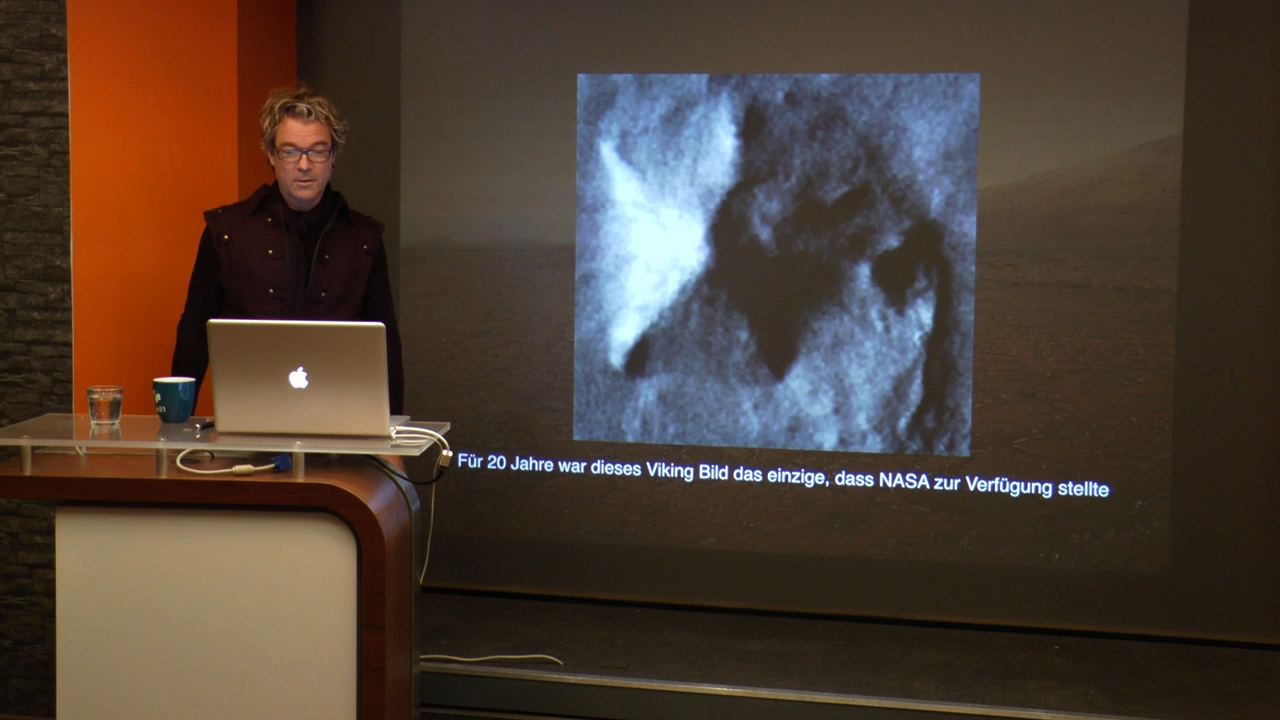 Für 20 Jahre war dieses Viking Bild das einzige, dass NASA zur Verfügung stellte